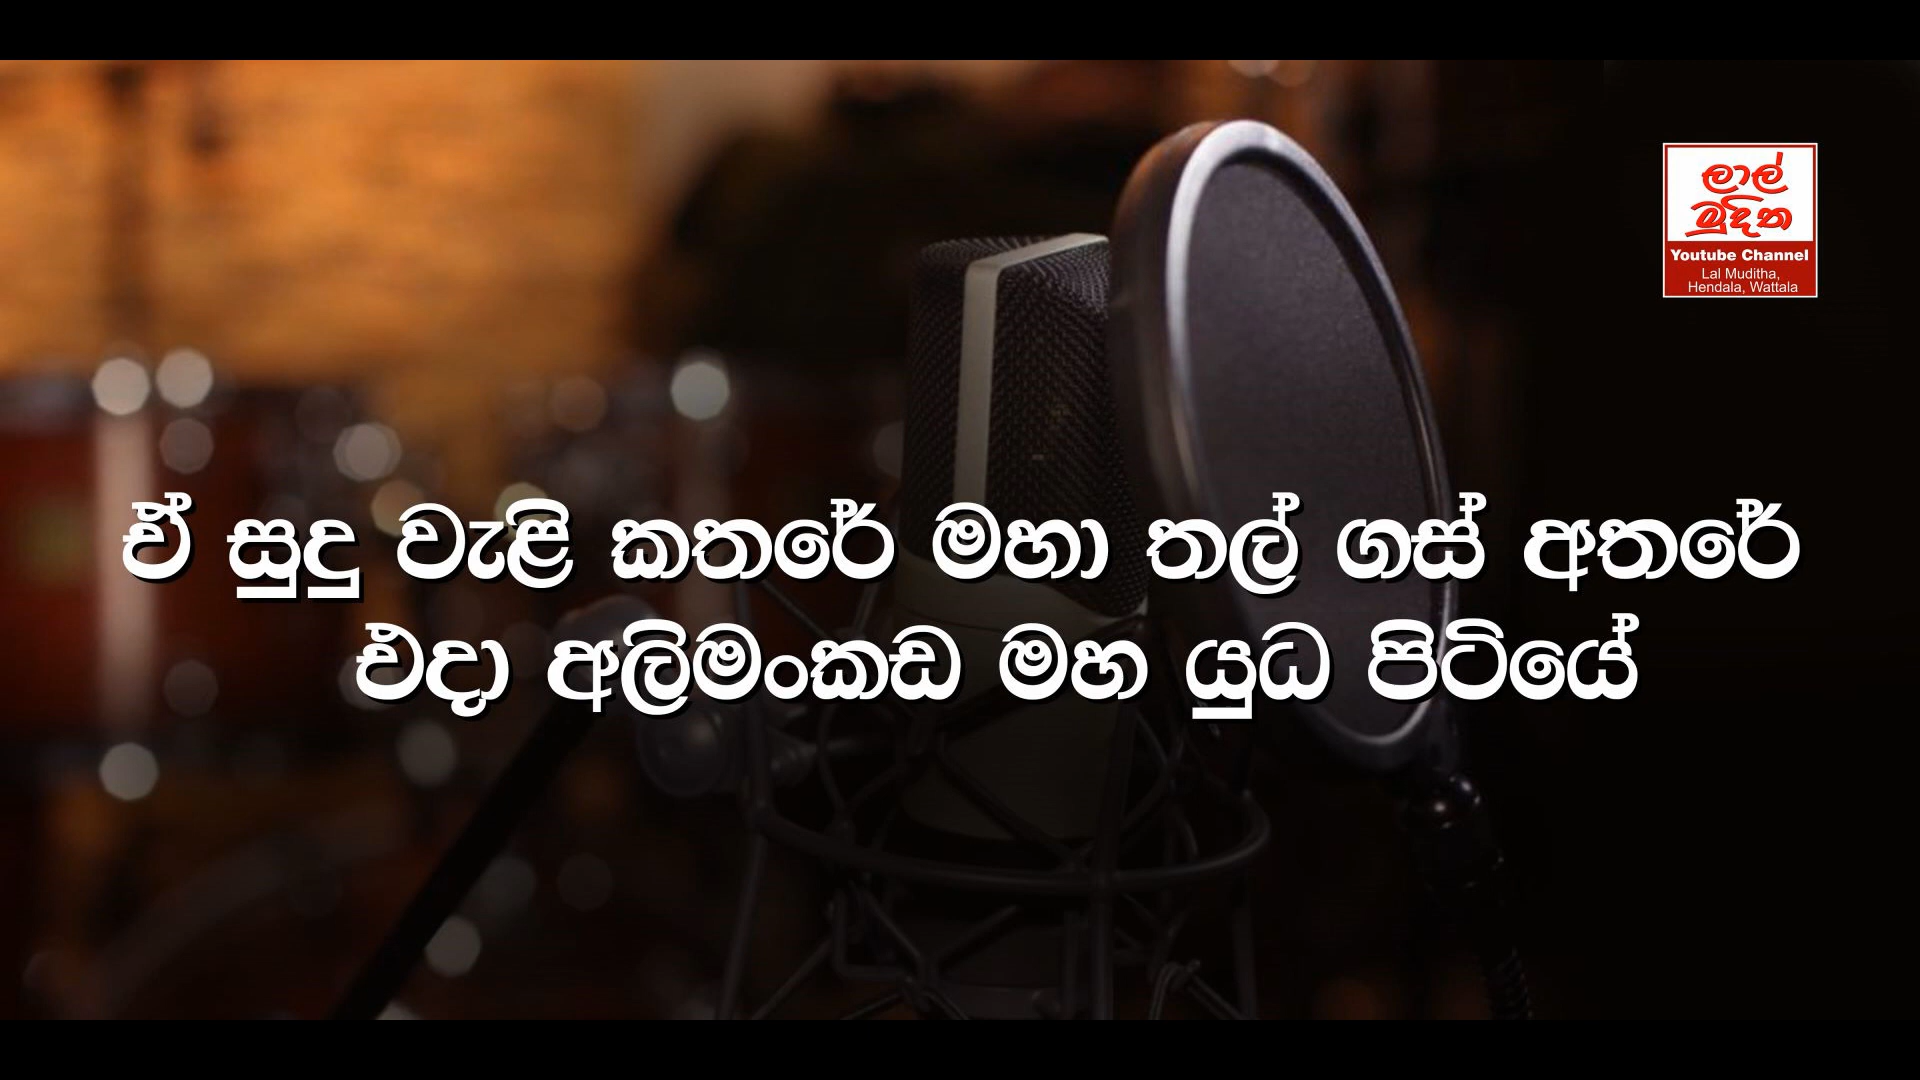 ලාල්
මුදිත
Youtube Channel
Lal Muditha,
Hendala, Wattala
ඒ සුදු වැළි කතරේ මහා තල් ගස් අතරේ
එදා අලිමංකඩ මහ යුධ පිටියේ